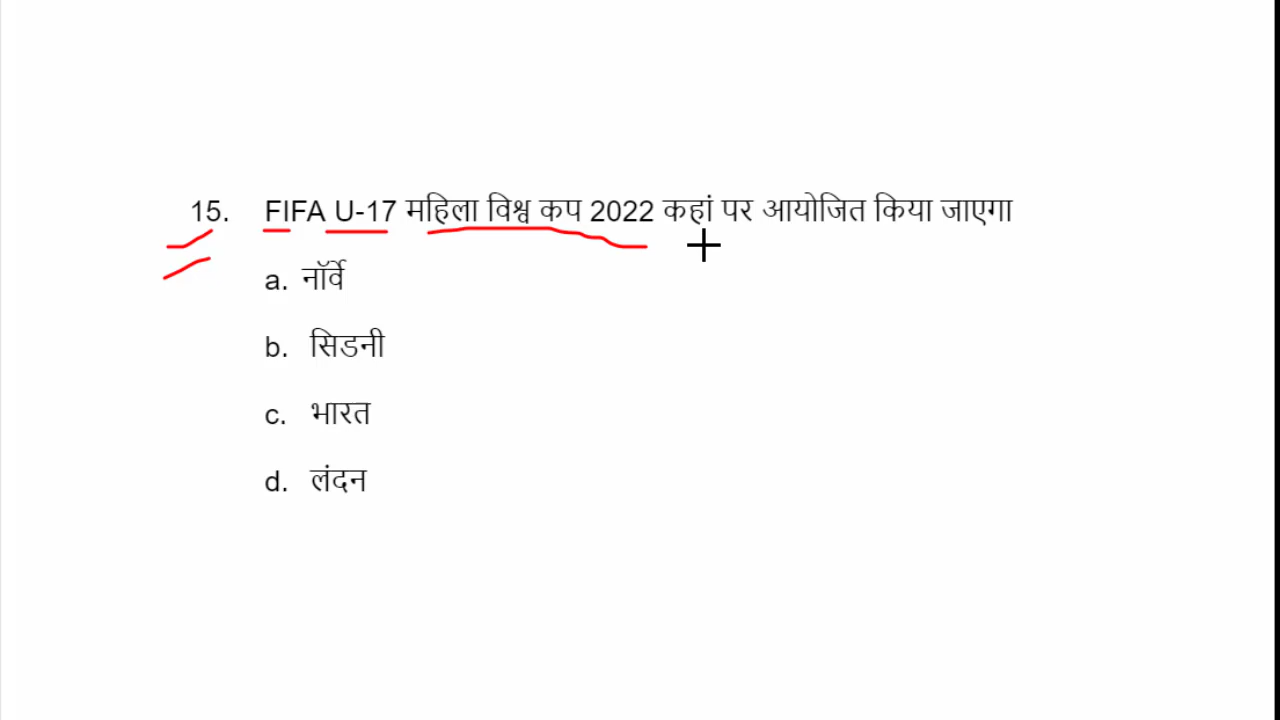 15. FIFA U-17 महिला विश्व कप 2022 कहां पर आयोजित किया जाएगा
a. नॉर्वे
b. सिडनी
c. भारत
d. लंदन